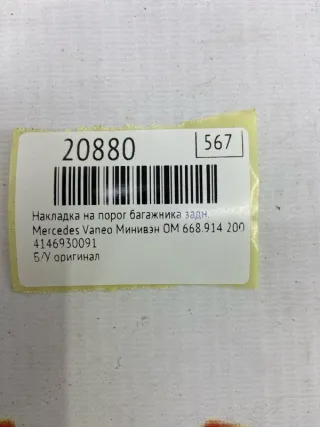 20880
567
Накладка на порог багажника задн.
Mercedes Vaneo Минивэн OM 668.914 200
4146930091
Б/У оригинал